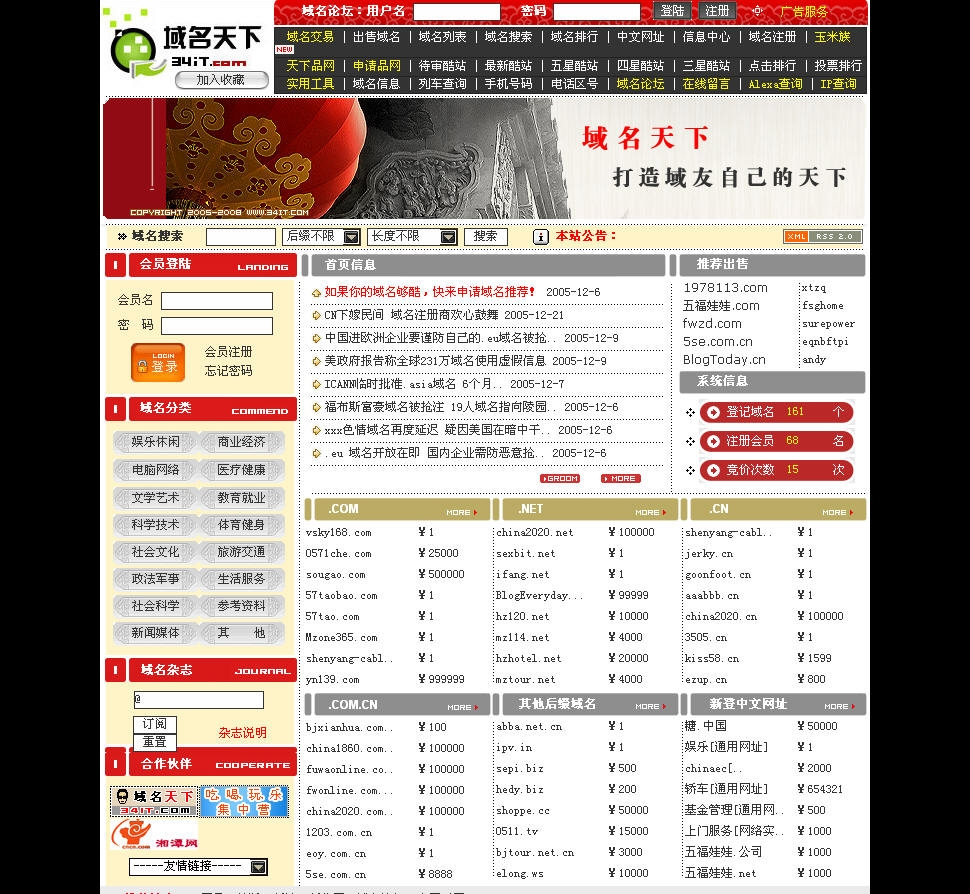 域名论坛：用户名 密码 登陆 注册 广告服务
域名天下
34IT.com
加入收藏
域名交易 | 出售域名 | 域名列表 | 域名搜索 | 域名排行 | 中文网址 | 信息中心 | 域名注册 | 玉米族
NEW
天下品网 | 申请品网 | 待审酷站 | 最新酷站 | 五星酷站 | 四星酷站 | 三星酷站 | 点击排行 | 投票排行
实用工具 | 域名信息 | 列车查询 | 手机号码 | 电话区号 | 域名论坛 | 在线留言 | Alexa查询 | IP查询
域名天下
打造域友自己的天下
COPYRIGHT 2005-2008 WWW.34IT.COM
域名搜索 后缀不限 长度不限 搜索 本站公告： XML RSS 2.0
会员登陆 LANDING
会员名
密 码
LOGIN 登录
会员注册
忘记密码
域名分类 COMMEND
娱乐休闲 商业经济
电脑网络 医疗健康
文学艺术 教育就业
科学技术 体育健身
社会文化 旅游交通
政法军事 生活服务
社会科学 参考资料
新闻媒体 其 他
域名杂志 JOURNAL
@
订阅
重置
杂志说明
合作伙伴 COOPERATE
域名天下
34IT.COM
吃喝玩乐
集中营
cncn.com 湘潭网
-----友情链接-----
首页信息
如果你的域名够酷，快来申请域名推荐！ 2005-12-6
CN下嫁民间 域名注册商欢心鼓舞 2005-12-21
中国进欧洲企业要谨防自己的.eu域名被抢.. 2005-12-9
美政府报告称全球231万域名使用虚假信息 2005-12-9
ICANN临时批准.asia域名 6个月.. 2005-12-7
福布斯富豪域名被抢注 19人域名指向陵园.. 2005-12-6
xxx色情域名再度延迟 疑因美国在暗中干.. 2005-12-6
.eu 域名开放在即 国内企业需防恶意抢.. 2005-12-6
GROOM MORE
推荐出售
1978113.com xtzq
五福娃娃.com fsghome
fwzd.com surepower
5se.com.cn eqnbftpi
BlogToday.cn andy
系统信息
登记域名 161 个
注册会员 68 名
竞价次数 15 次
.COM MORE
vsky168.com ￥1
0571che.com ￥25000
sougao.com ￥500000
57taobao.com ￥1
57tao.com ￥1
Mzone365.com ￥1
shenyang-cabl.. ￥1
yn139.com ￥999999
.NET MORE
china2020.net ￥100000
sexbit.net ￥1
ifang.net ￥1
BlogEveryday... ￥99999
hz120.net ￥10000
mz114.net ￥4000
hzhotel.net ￥20000
mztour.net ￥4000
.CN MORE
shenyang-cabl.. ￥1
jerky.cn ￥1
goonfoot.cn ￥1
aaabbb.cn ￥1
china2020.cn ￥100000
3505.cn ￥1
kiss58.cn ￥1599
ezup.cn ￥800
.COM.CN MORE
bjxianhua.com.. ￥100
china1860.com.. ￥100000
fuwaonline.co.. ￥100000
fwonline.com... ￥100000
china2020.com.. ￥100000
1203.com.cn ￥1
eoy.com.cn ￥1
5se.com.cn ￥8888
其他后缀域名 MORE
abba.net.cn ￥1
ipv.in ￥1
sepi.biz ￥500
hedy.biz ￥200
shoppe.cc ￥50000
0511.tv ￥15000
bjtour.net.cn ￥3000
elong.ws ￥10000
新登中文网址 MORE
糖.中国 ￥50000
娱乐[通用网址] ￥1
chinaec[.. ￥2000
轿车[通用网址] ￥654321
基金管理[通用网.. ￥500
上门服务[网络实.. ￥1000
五福娃娃.公司 ￥1000
五福娃娃.net ￥1000